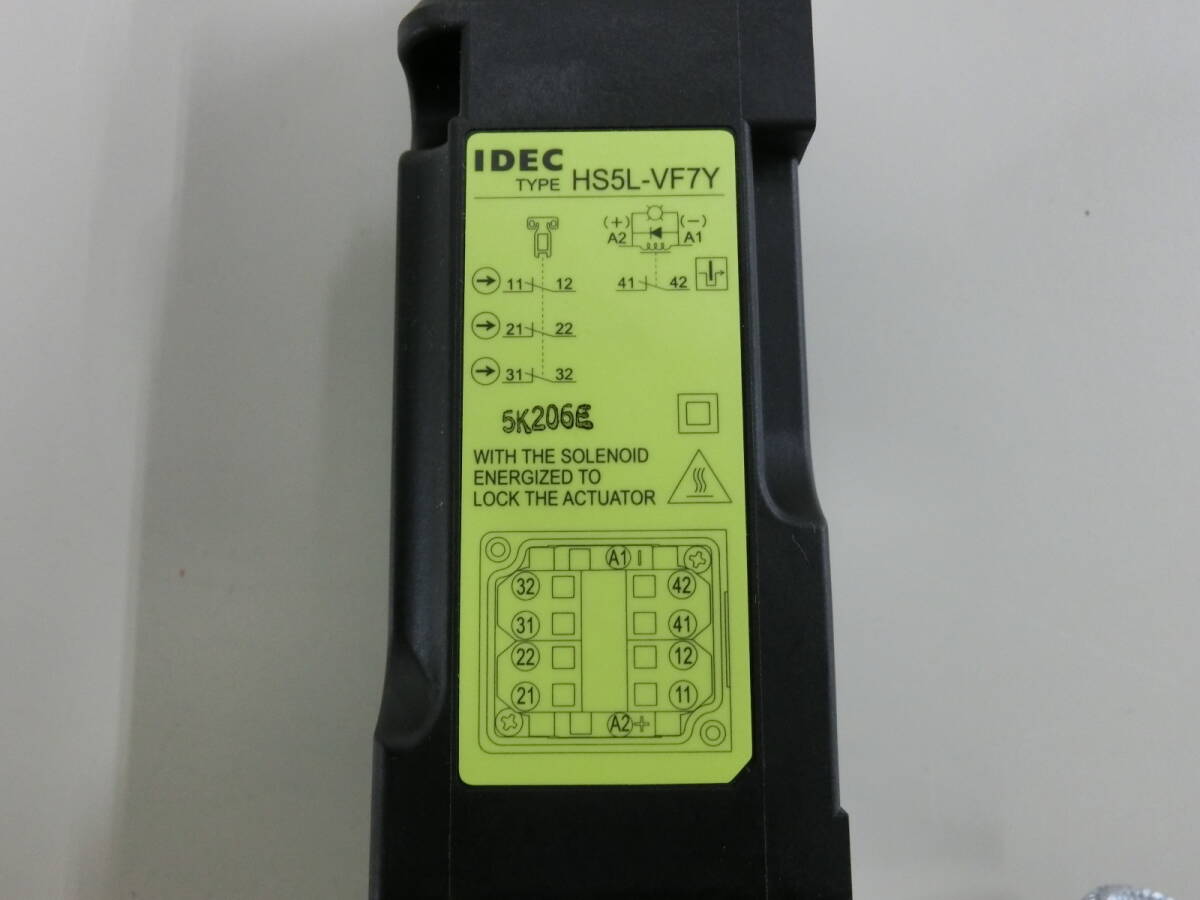 IDEC
TYPE HS5L-VF7Y
(+) (−)
A2 A1
11 12 41 42
21 22
31 32
5K206E
WITH THE SOLENOID
ENERGIZED TO
LOCK THE ACTUATOR
A1 −
32 42
31 41
22 12
21 11
A2 +